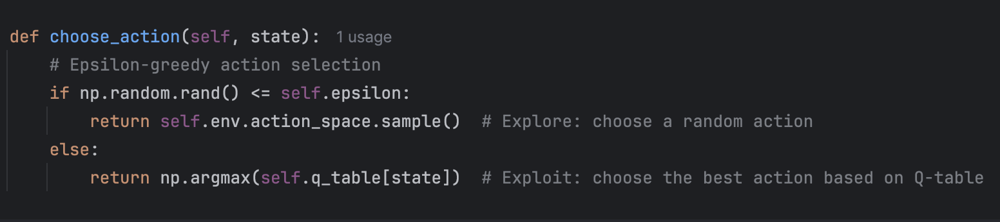 def choose_action(self, state): 1 usage
    # Epsilon-greedy action selection
    if np.random.rand() <= self.epsilon:
        return self.env.action_space.sample()  # Explore: choose a random action
    else:
        return np.argmax(self.q_table[state])  # Exploit: choose the best action based on Q-table